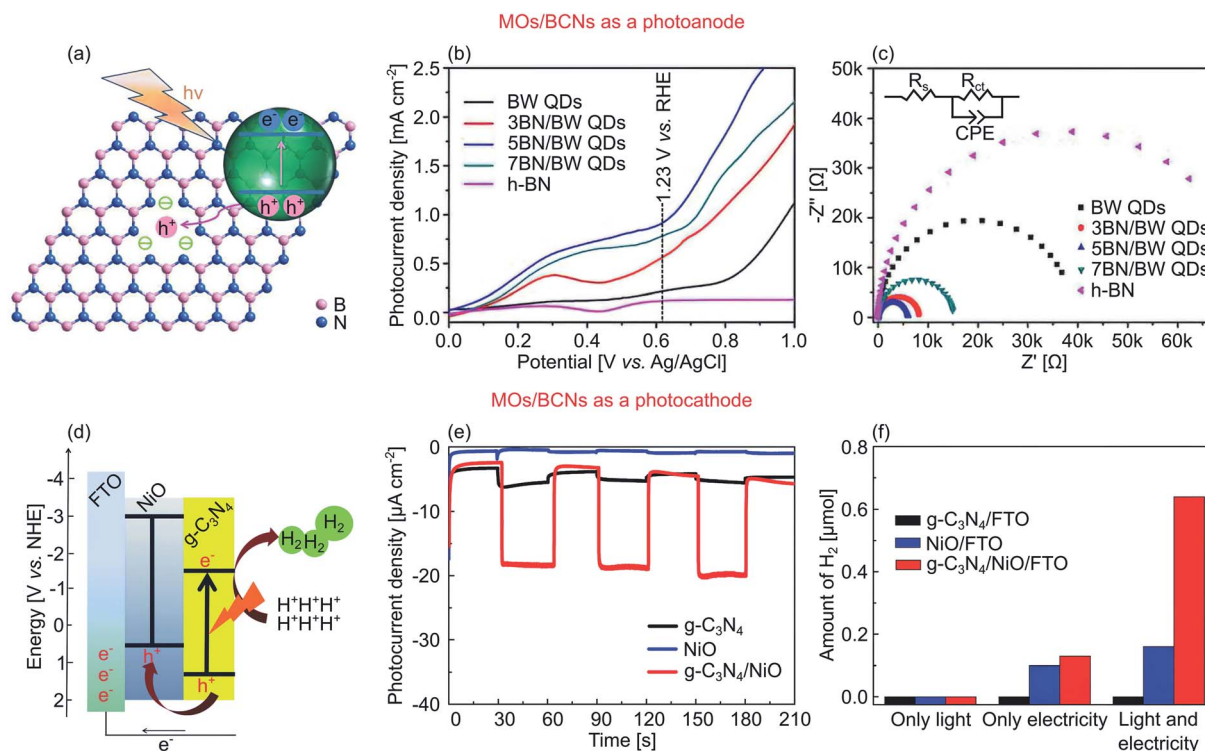 MOs/BCNs as a photoanode
(a)
hv
e⁻ e⁻
h⁺ h⁺
h⁺
⊖
⊖ ⊖
B
N
(b)
Photocurrent density [mA cm⁻²]
2.5
2.0
1.5
1.0
0.5
0.0
BW QDs
3BN/BW QDs
5BN/BW QDs
7BN/BW QDs
h-BN
1.23 V vs. RHE
0.0 0.2 0.4 0.6 0.8 1.0
Potential [V vs. Ag/AgCl]
(c)
-Z'' [Ω]
50k
40k
30k
20k
10k
0
Rs
Rct
CPE
BW QDs
3BN/BW QDs
5BN/BW QDs
7BN/BW QDs
h-BN
0 10k 20k 30k 40k 50k 60k
Z' [Ω]
MOs/BCNs as a photocathode
(d)
Energy [V vs. NHE]
-4
-3
-2
-1
0
1
2
FTO
NiO
g-C₃N₄
e⁻
H₂ H₂ H₂
H⁺H⁺H⁺
H⁺H⁺H⁺
e⁻
e⁻
e⁻
h⁺
h⁺
e⁻
(e)
Photocurrent density [µA cm⁻²]
0
-10
-20
-30
-40
g-C₃N₄
NiO
g-C₃N₄/NiO
0 30 60 90 120 150 180 210
Time [s]
(f)
Amount of H₂ [µmol]
0.8
0.6
0.4
0.2
0.0
g-C₃N₄/FTO
NiO/FTO
g-C₃N₄/NiO/FTO
Only light
Only electricity
Light and
electricity